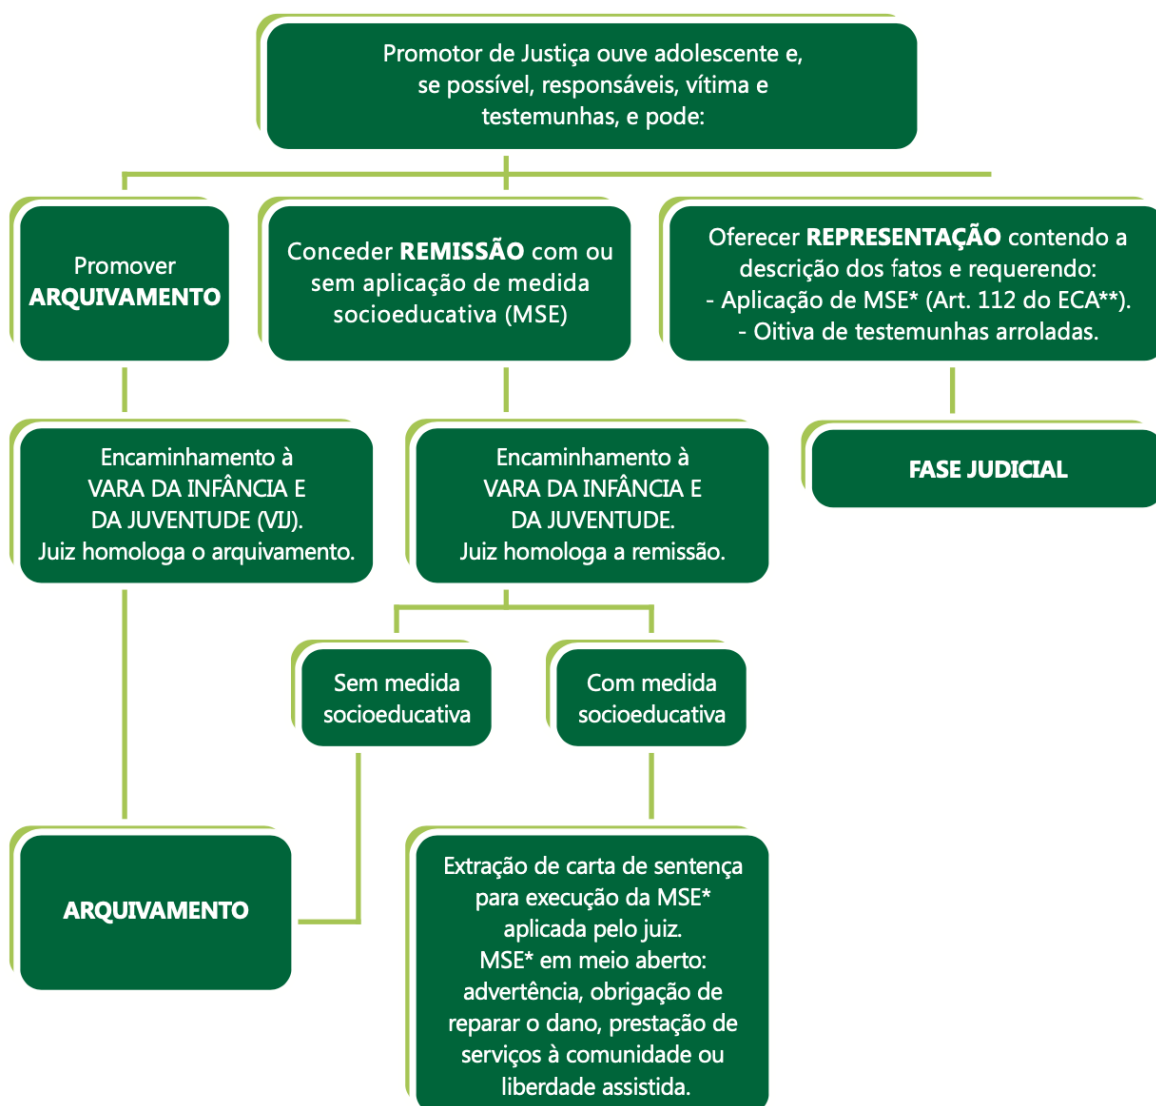 Promotor de Justiça ouve adolescente e,
se possível, responsáveis, vítima e
testemunhas, e pode:
Promover
ARQUIVAMENTO
Conceder REMISSÃO com ou
sem aplicação de medida
socioeducativa (MSE)
Oferecer REPRESENTAÇÃO contendo a
descrição dos fatos e requerendo:
- Aplicação de MSE* (Art. 112 do ECA**).
- Oitiva de testemunhas arroladas.
Encaminhamento à
VARA DA INFÂNCIA E
DA JUVENTUDE (VIJ).
Juiz homologa o arquivamento.
Encaminhamento à
VARA DA INFÂNCIA E
DA JUVENTUDE.
Juiz homologa a remissão.
FASE JUDICIAL
Sem medida
socioeducativa
Com medida
socioeducativa
ARQUIVAMENTO
Extração de carta de sentença
para execução da MSE*
aplicada pelo juiz.
MSE* em meio aberto:
advertência, obrigação de
reparar o dano, prestação de
serviços à comunidade ou
liberdade assistida.